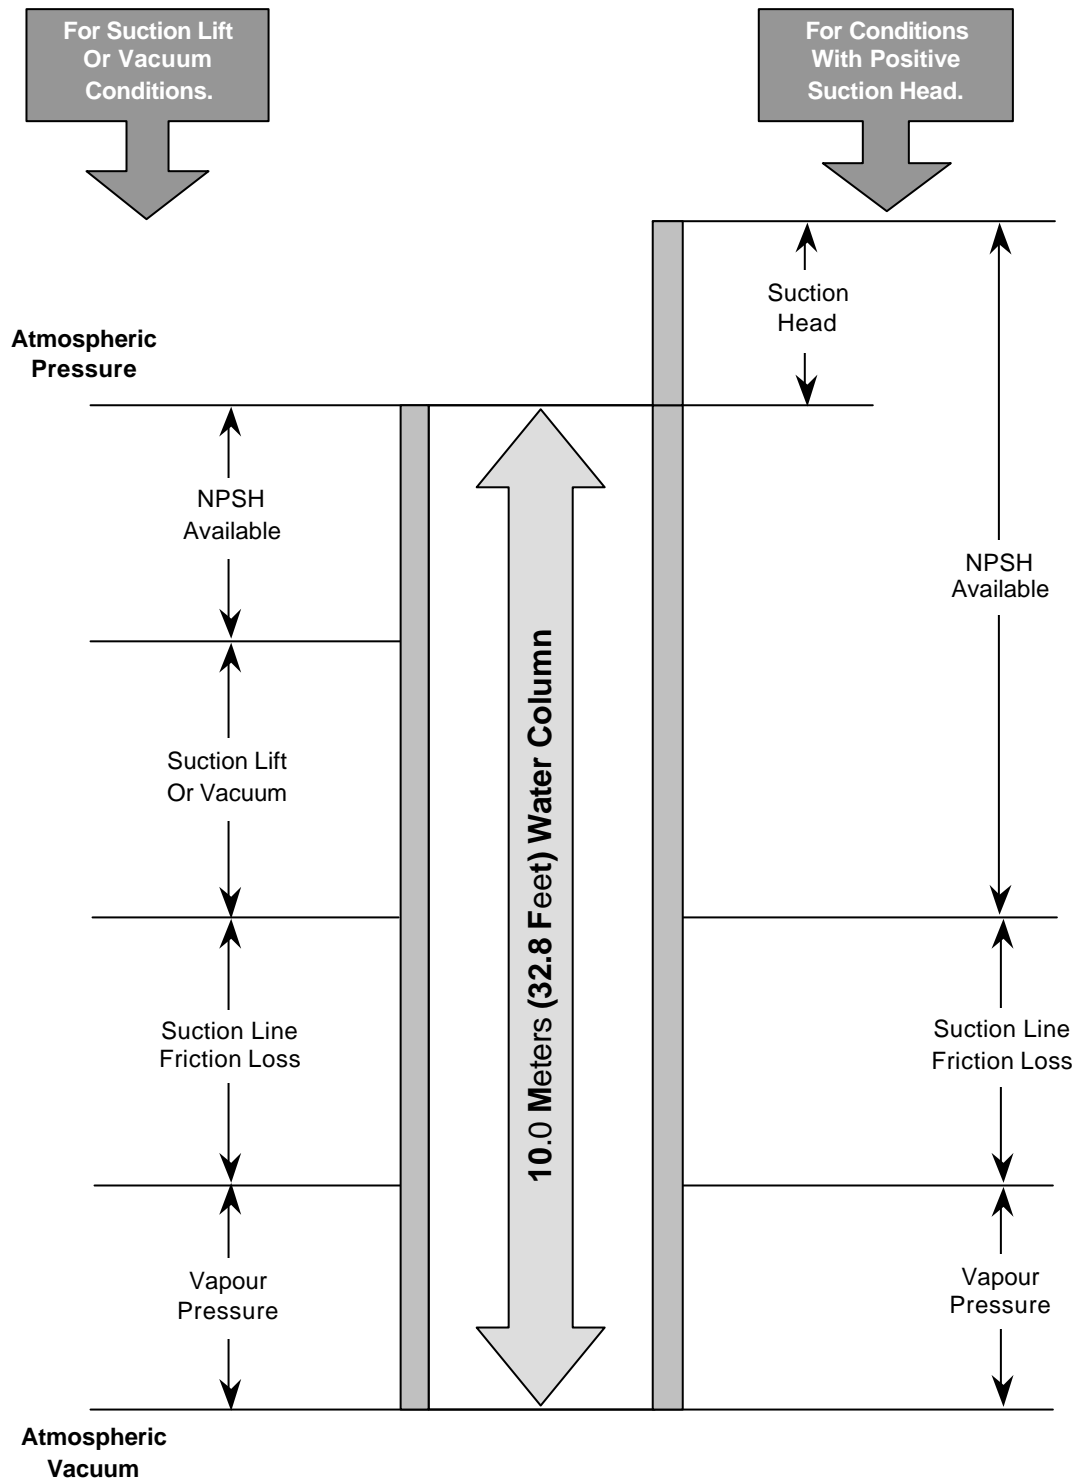 For Suction Lift
Or Vacuum
Conditions.
For Conditions
With Positive
Suction Head.
Suction
Head
Atmospheric
Pressure
NPSH
Available
NPSH
Available
Suction Lift
Or Vacuum
10.0 Meters (32.8 Feet) Water Column
Suction Line
Friction Loss
Suction Line
Friction Loss
Vapour
Pressure
Vapour
Pressure
Atmospheric
Vacuum